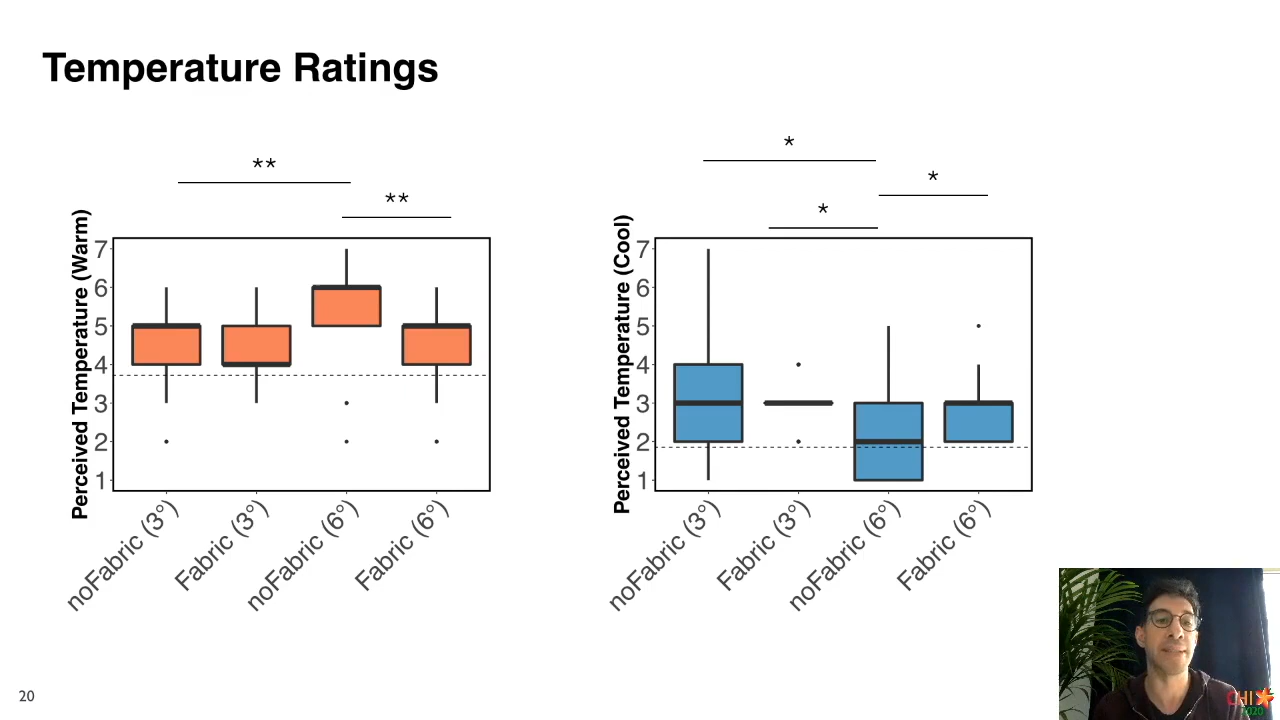 Temperature Ratings
**
**
Perceived Temperature (Warm)
7
6
5
4
3
2
1
noFabric (3°)
Fabric (3°)
noFabric (6°)
Fabric (6°)
*
*
*
Perceived Temperature (Cool)
7
6
5
4
3
2
1
noFabric (3°)
Fabric (3°)
noFabric (6°)
Fabric (6°)
20
CHI
2020